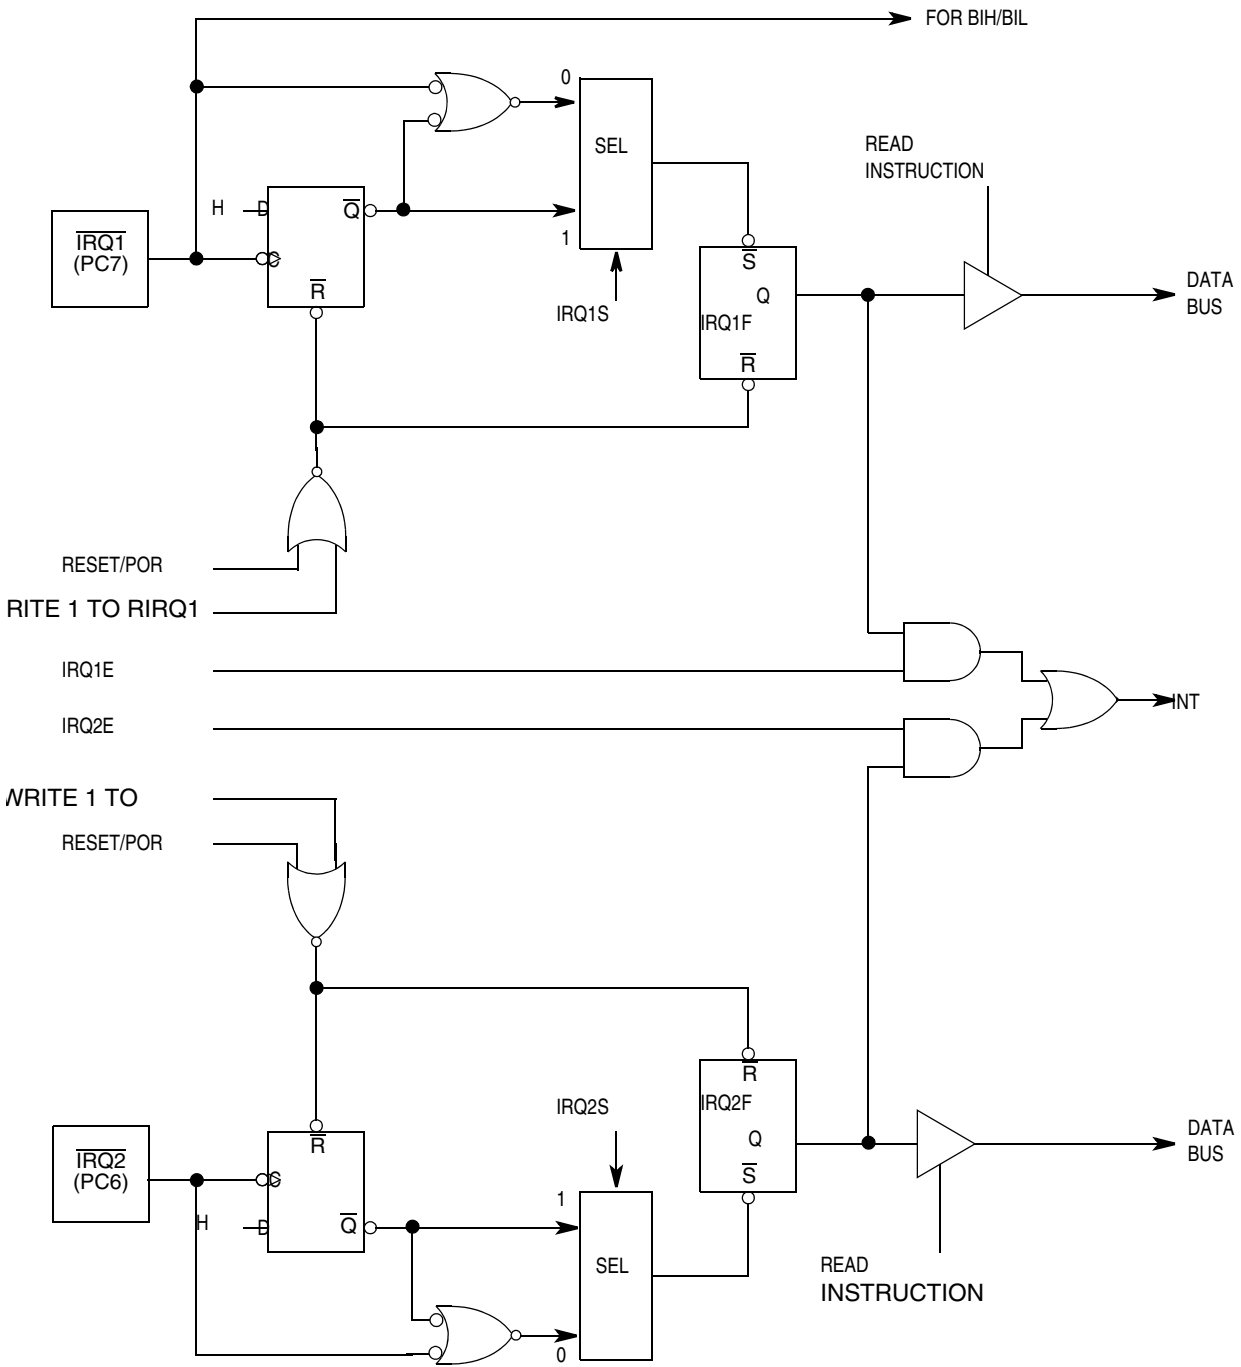 FOR BIH/BIL
0
SEL
READ
INSTRUCTION
H
D
Q
IRQ1
(PC7)
C
R
1
IRQ1S
S
Q
IRQ1F
R
DATA
BUS
RESET/POR
RITE 1 TO RIRQ1
IRQ1E
IRQ2E
INT
WRITE 1 TO
RESET/POR
R
IRQ2F
Q
S
IRQ2S
DATA
BUS
IRQ2
(PC6)
R
C
H
D
Q
1
SEL
0
READ
INSTRUCTION